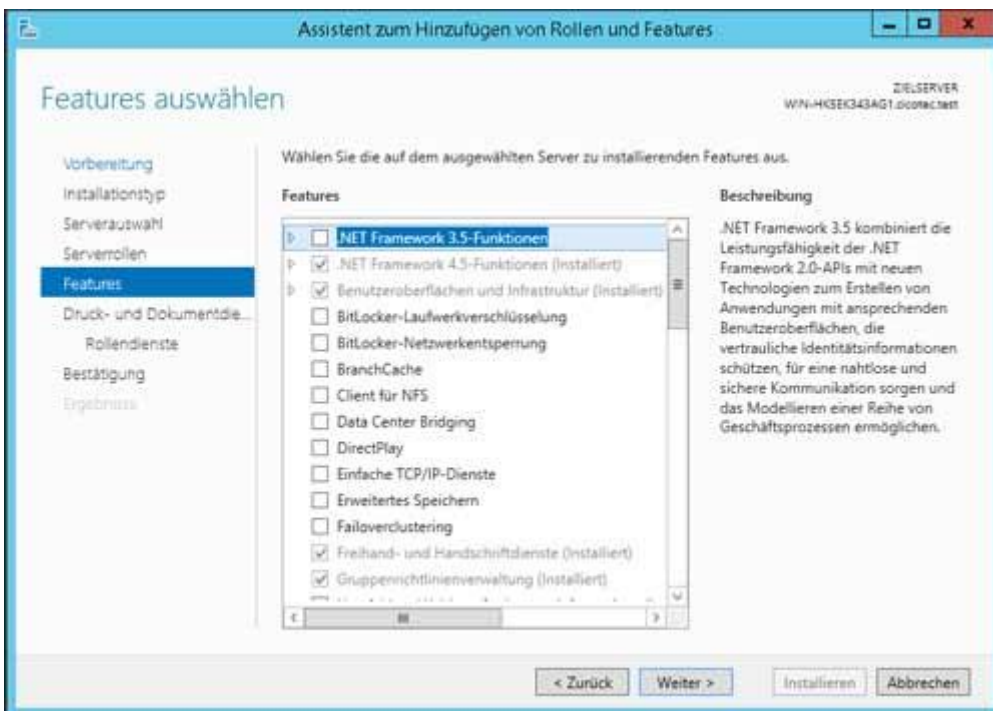 Assistent zum Hinzufügen von Rollen und Features
Features auswählen
ZIELSERVER
Vorbereitung
Installationstyp
Serverauswahl
Serverrollen
Features
Druck- und Dokumentdie...
Rollendienste
Bestätigung
Ergebnisse
Wählen Sie die auf dem ausgewählten Server zu installierenden Features aus.
Features
.NET Framework 3.5-Funktionen
.NET Framework 4.5-Funktionen (Installiert)
Benutzeroberflächen und Infrastruktur (Installiert)
BitLocker-Laufwerkverschlüsselung
BitLocker-Netzwerkentsperrung
BranchCache
Client für NFS
Data Center Bridging
DirectPlay
Einfache TCP/IP-Dienste
Erweitertes Speichern
Failoverclustering
Freihand- und Handschriftdienste (Installiert)
Gruppenrichtlinienverwaltung (Installiert)
Beschreibung
.NET Framework 3.5 kombiniert die
Leistungsfähigkeit der .NET
Framework 2.0-APIs mit neuen
Technologien zum Erstellen von
Anwendungen mit ansprechenden
Benutzeroberflächen, die
vertrauliche Identitätsinformationen
schützen, für eine nahtlose und
sichere Kommunikation sorgen und
das Modellieren einer Reihe von
Geschäftsprozessen ermöglichen.
< Zurück
Weiter >
Installieren
Abbrechen